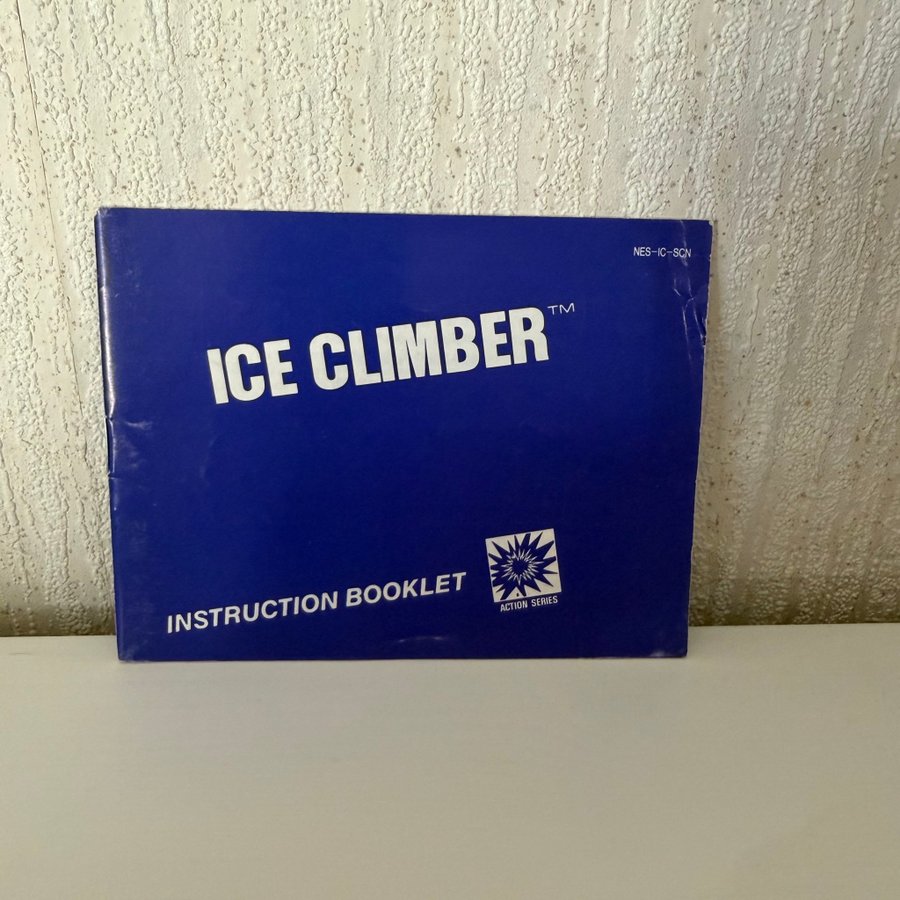 NES-IC-SCN
ICE CLIMBER™
INSTRUCTION BOOKLET
ACTION SERIES